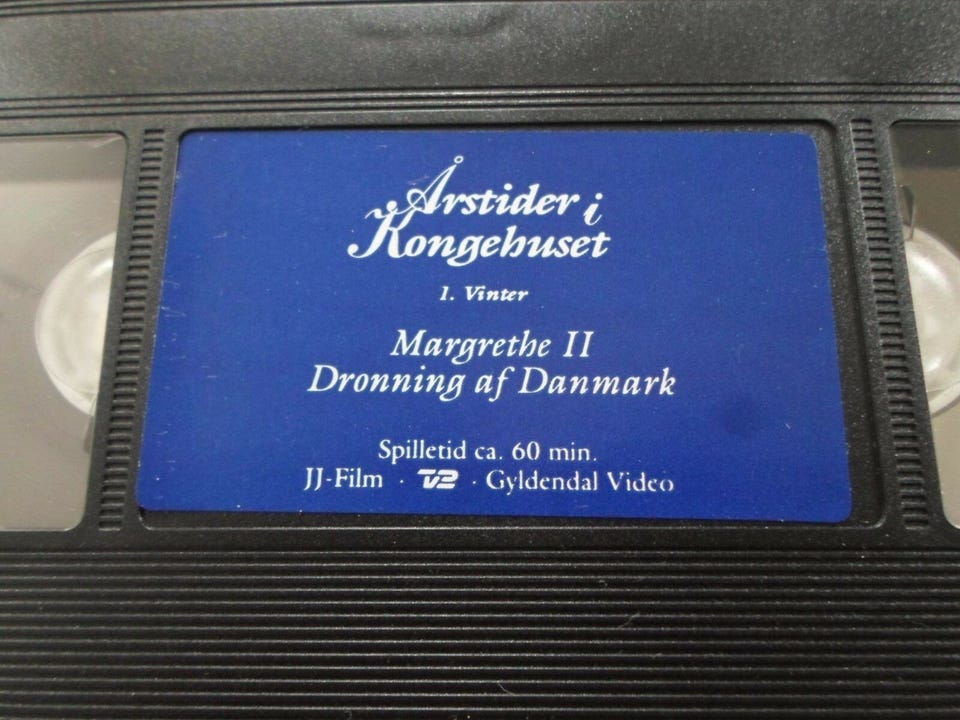 Årstider i
Kongehuset
1. Vinter
Margrethe II
Dronning af Danmark
Spilletid ca. 60 min.
JJ-Film · TV2 · Gyldendal Video